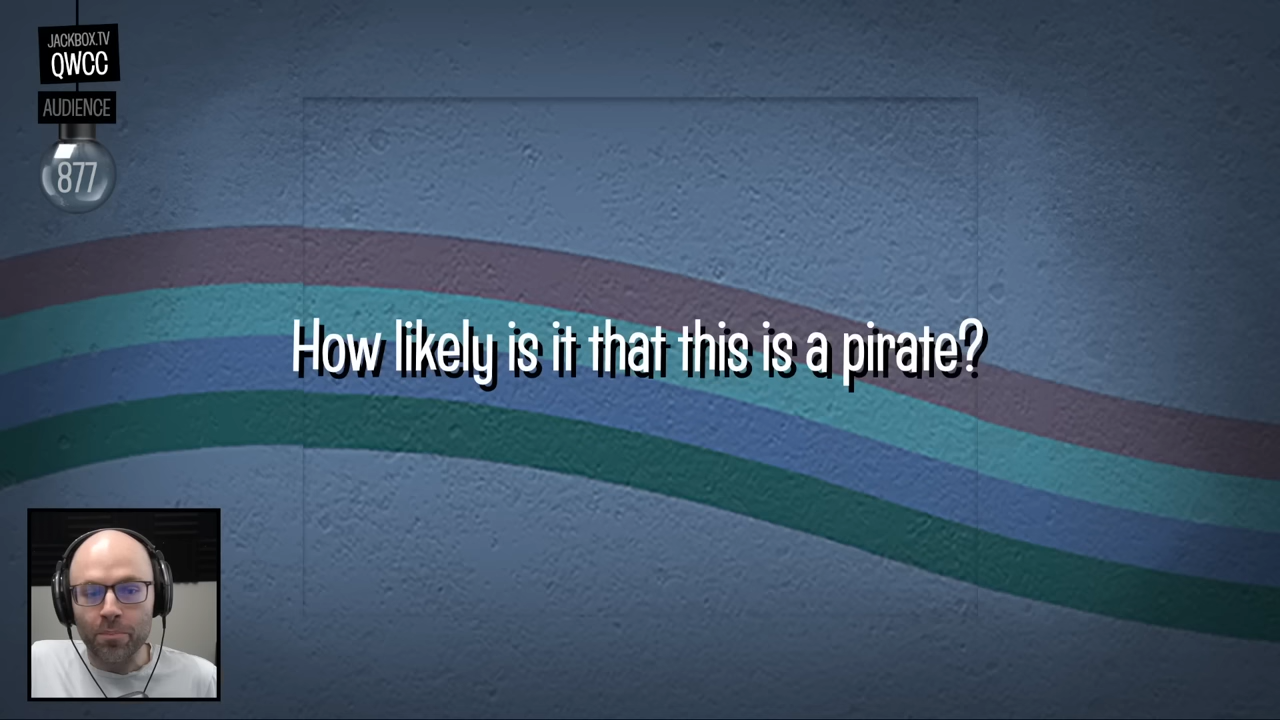 JACKBOX.TV
QWCC
AUDIENCE
877
How likely is it that this is a pirate?